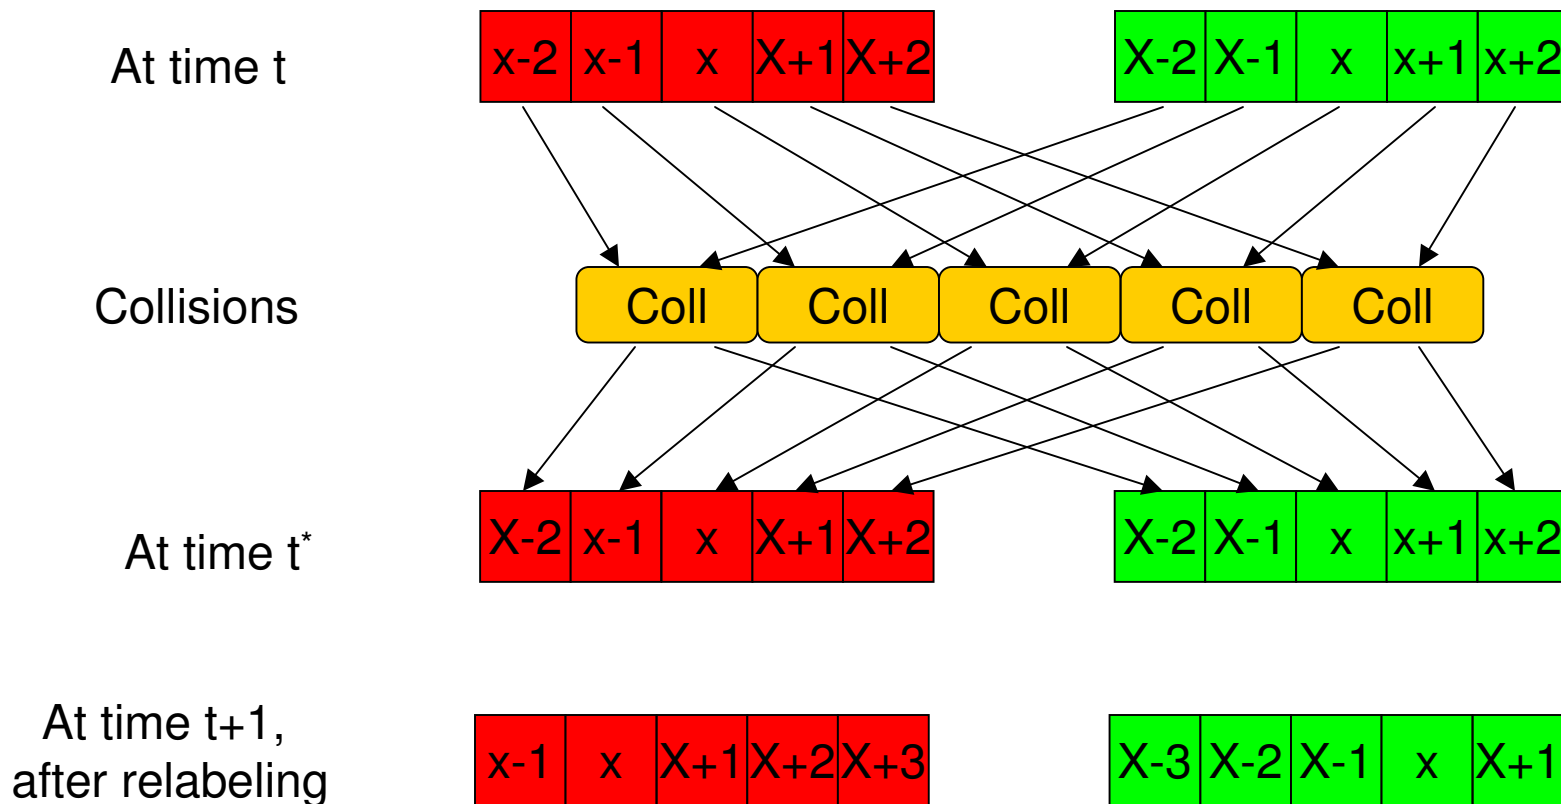 At time t
x-2 x-1 x X+1 X+2
X-2 X-1 x x+1 x+2
Collisions
Coll Coll Coll Coll Coll
At time t*
X-2 x-1 x X+1 X+2
X-2 X-1 x x+1 x+2
At time t+1,
after relabeling
x-1 x X+1 X+2 X+3
X-3 X-2 X-1 x X+1